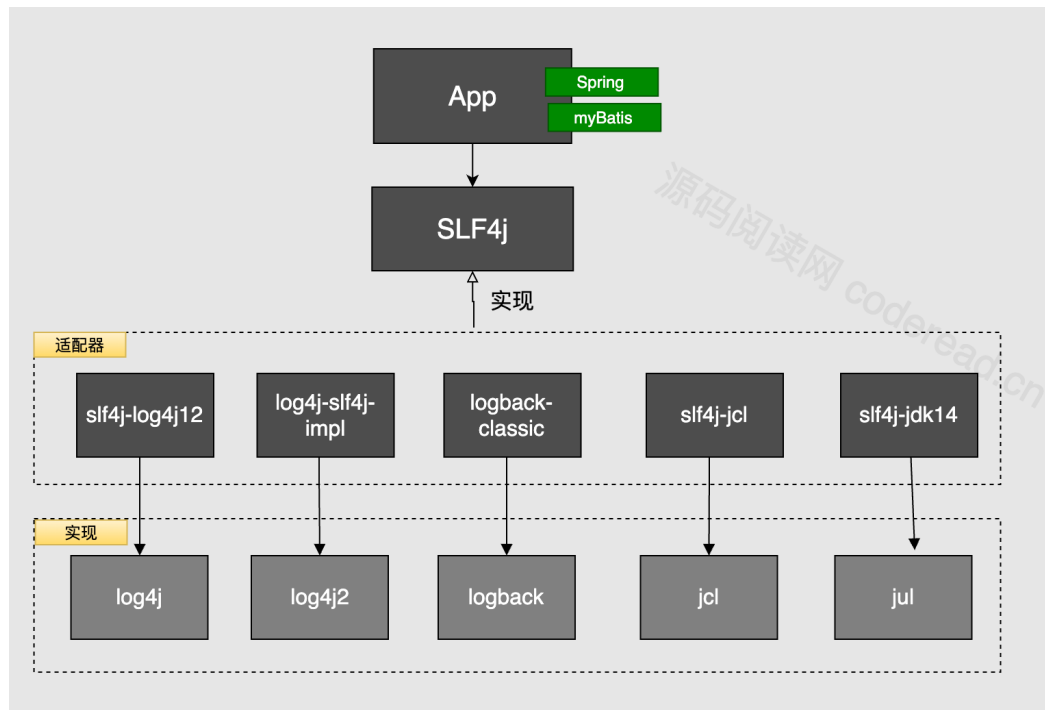 App
Spring
myBatis
SLF4j
实现
适配器
slf4j-log4j12
log4j-slf4j-
impl
logback-
classic
slf4j-jcl
slf4j-jdk14
实现
log4j
log4j2
logback
jcl
jul
源码阅读网 coderead.cn